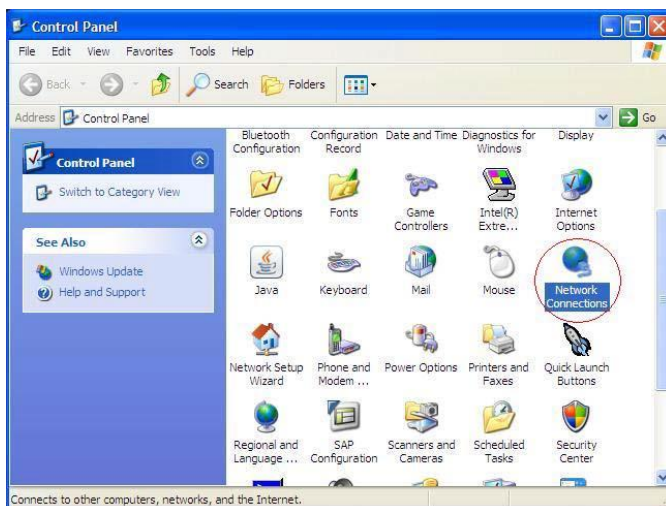 Control Panel
File Edit View Favorites Tools Help
Back Search Folders
Address Control Panel Go
Control Panel
Switch to Category View
See Also
Windows Update
Help and Support
Bluetooth Configuration Date and Time Diagnostics for Display
Configuration Record Windows
Folder Options Fonts Game Intel(R) Internet
Controllers Extre... Options
Java Keyboard Mail Mouse Network
Connections
Network Setup Phone and Power Options Printers and Quick Launch
Wizard Modem ... Faxes Buttons
Regional and SAP Scanners and Scheduled Security
Language ... Configuration Cameras Tasks Center
Connects to other computers, networks, and the Internet.